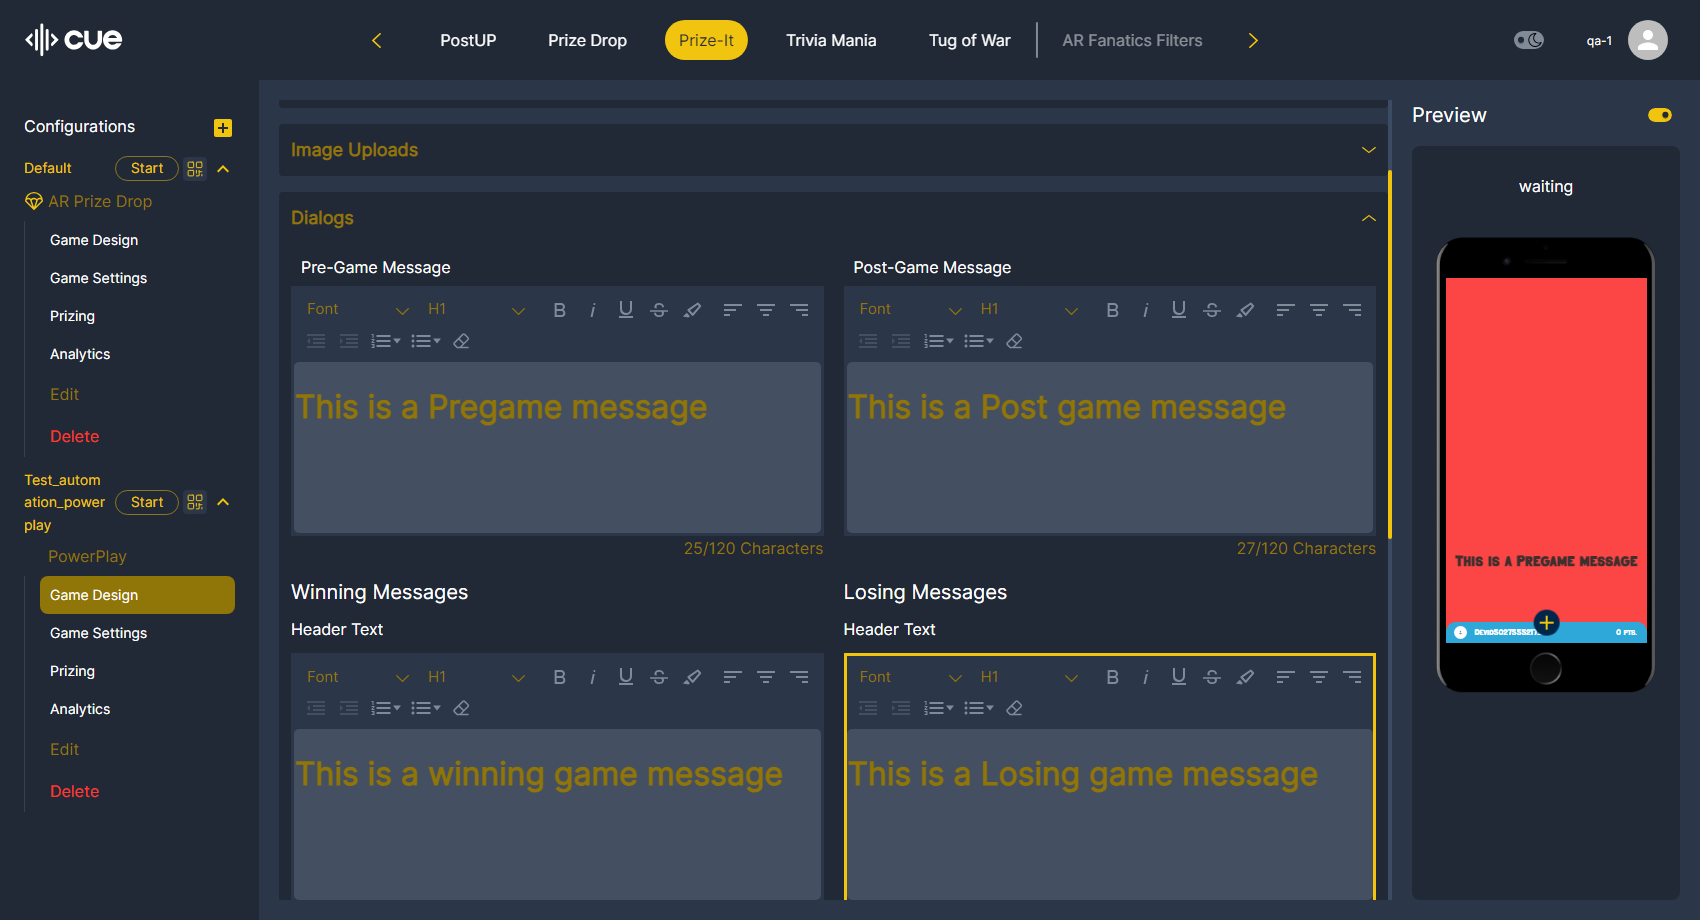 cue
PostUP
Prize Drop
Prize-It
Trivia Mania
Tug of War
AR Fanatics Filters
qa-1
Configurations
Default
Start
AR Prize Drop
Game Design
Game Settings
Prizing
Analytics
Edit
Delete
Test_autom
ation_power
play
Start
PowerPlay
Game Design
Game Settings
Prizing
Analytics
Edit
Delete
Image Uploads
Dialogs
Pre-Game Message
Font
H1
This is a Pregame message
25/120 Characters
Post-Game Message
Font
H1
This is a Post game message
27/120 Characters
Winning Messages
Header Text
Font
H1
This is a winning game message
Losing Messages
Header Text
Font
H1
This is a Losing game message
Preview
waiting
This is a Pregame message
0 pts.